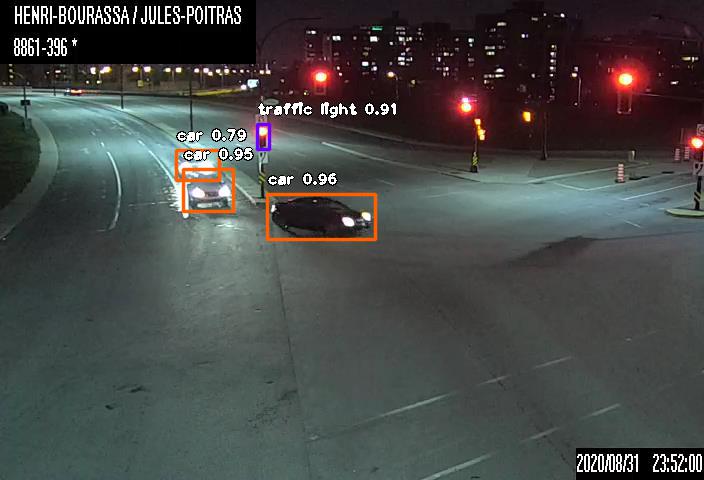 HENRI-BOURASSA / JULES-POITRAS
8861-396 *
traffic light 0.91
car 0.79
car 0.95
car 0.96
2020/08/31 23:52:00